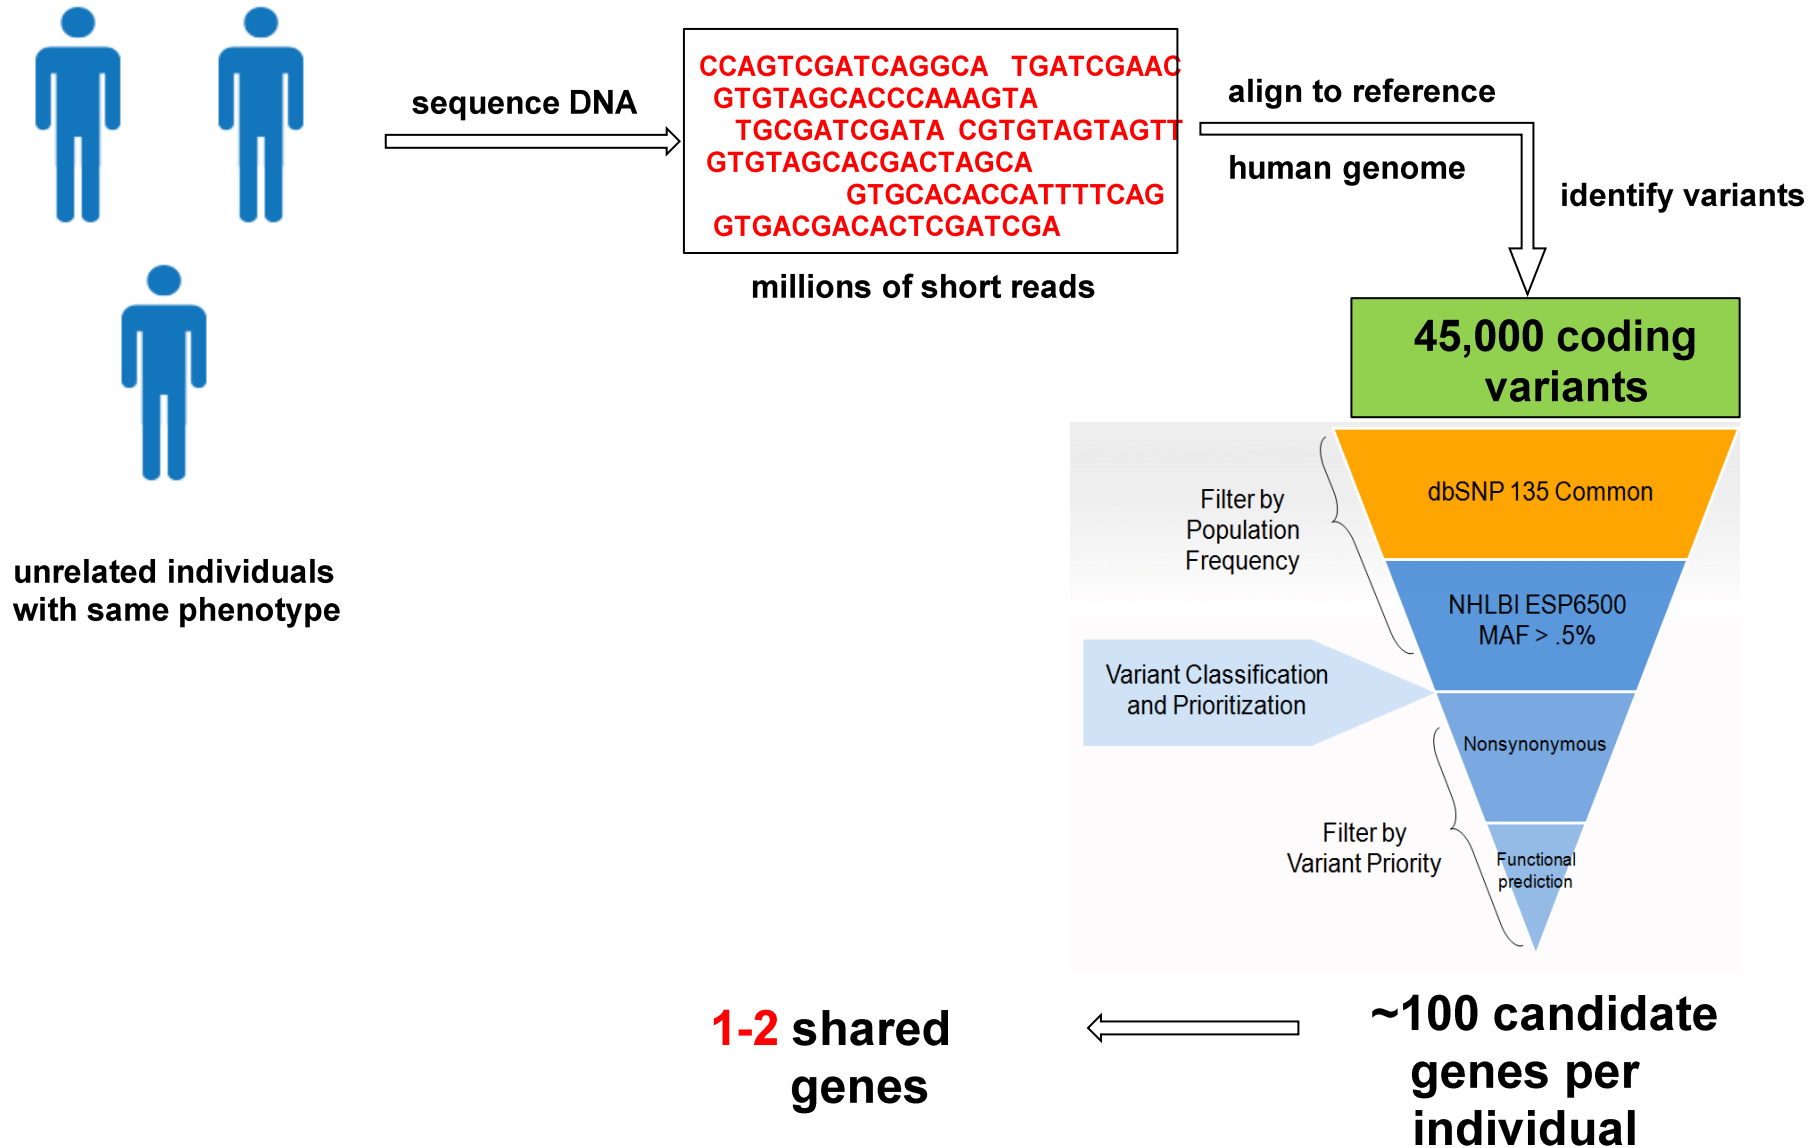 sequence DNA
CCAGTCGATCAGGCA TGATCGAAC
GTGTAGCACCCAAAGTA
TGCGATCGATA CGTGTAGTAGTT
GTGTAGCACGACTAGCA
GTGCACACCATTTTCAG
GTGACGACACTCGATCGA
millions of short reads
align to reference
human genome
identify variants
unrelated individuals
with same phenotype
45,000 coding
variants
Filter by
Population
Frequency
dbSNP 135 Common
NHLBI ESP6500
MAF > .5%
Variant Classification
and Prioritization
Nonsynonymous
Filter by
Variant Priority
Functional
prediction
~100 candidate
genes per
individual
1-2 shared
genes